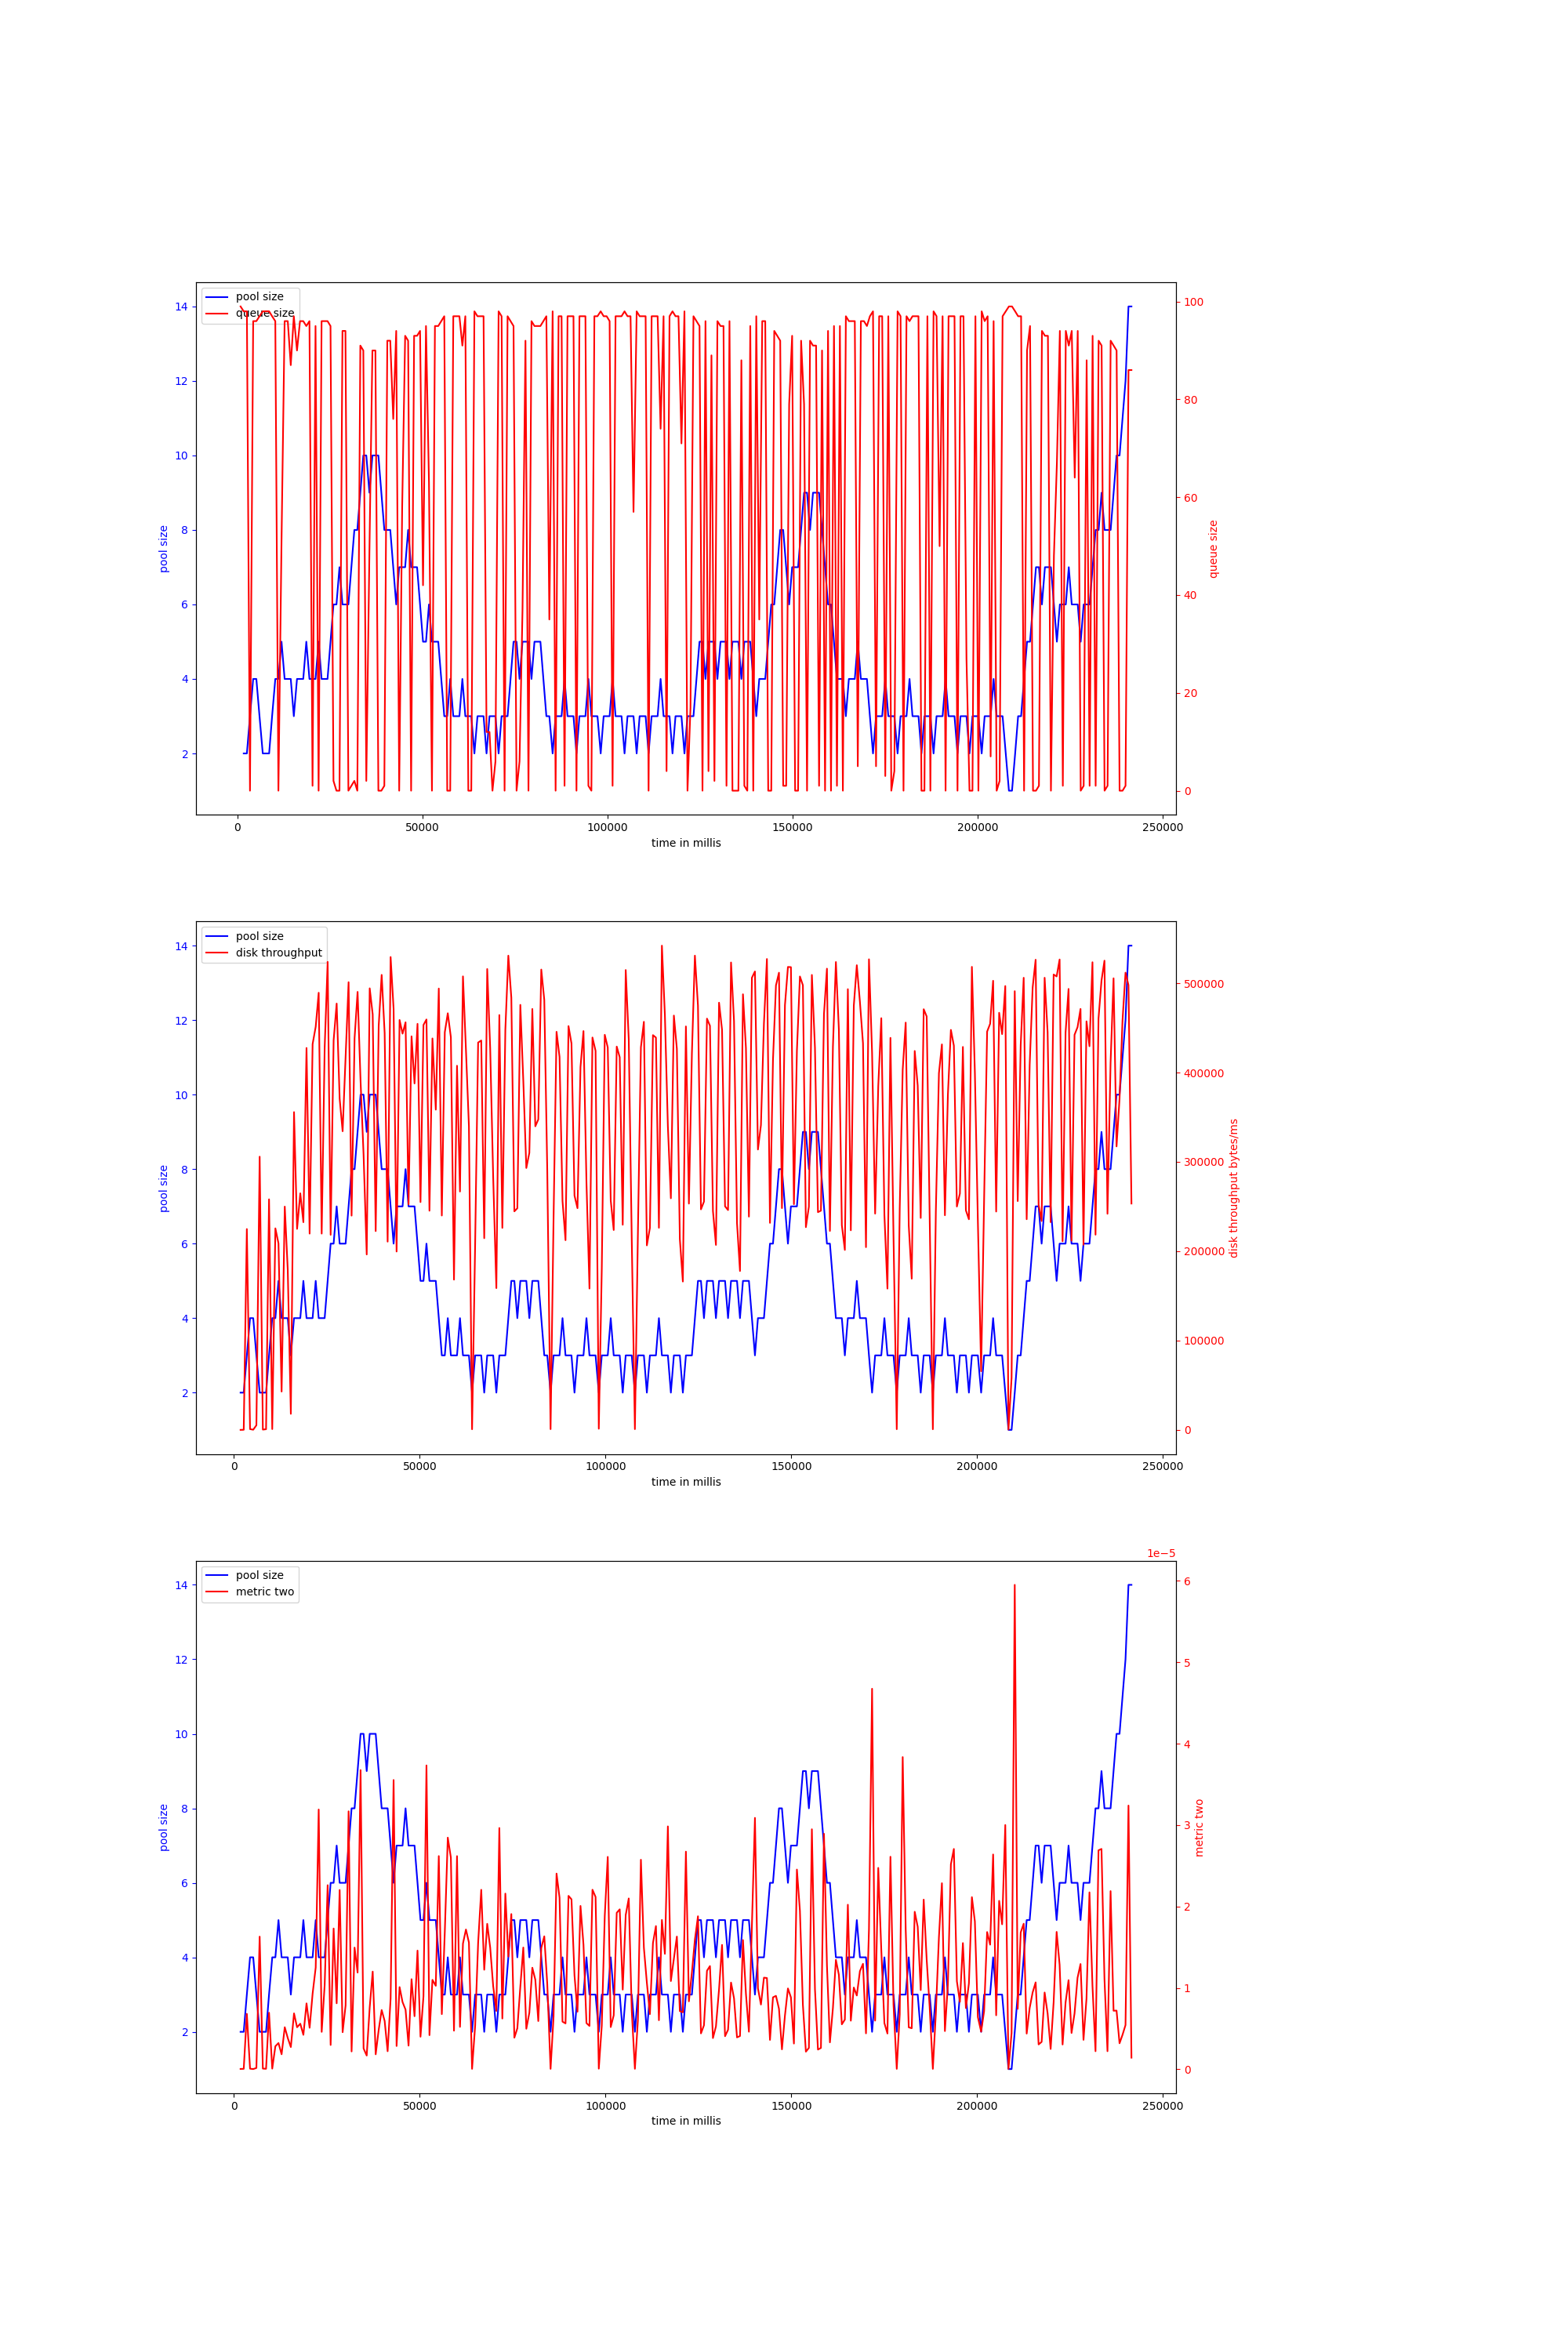 pool size
queue size
14
12
10
8
6
4
2
pool size
100
80
60
40
20
0
queue size
0 50000 100000 150000 200000 250000
time in millis
pool size
disk throughput
14
12
10
8
6
4
2
pool size
500000
400000
300000
200000
100000
0
disk throughput bytes/ms
0 50000 100000 150000 200000 250000
time in millis
1e−5
pool size
metric two
14
12
10
8
6
4
2
pool size
6
5
4
3
2
1
0
metric two
0 50000 100000 150000 200000 250000
time in millis